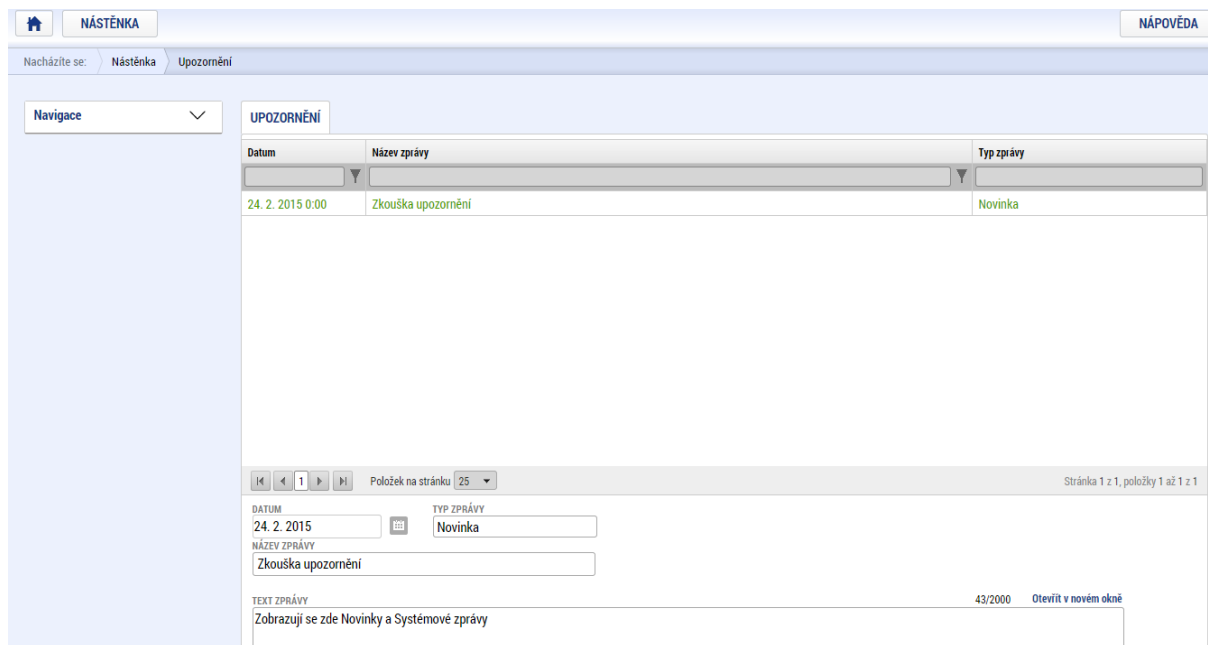 NÁSTĚNKA NÁPOVĚDA
Nacházíte se: Nástěnka Upozornění
Navigace
UPOZORNĚNÍ
Datum Název zprávy Typ zprávy
24. 2. 2015 0:00 Zkouška upozornění Novinka
1 Položek na stránku 25 Stránka 1 z 1, položky 1 až 1 z 1
DATUM TYP ZPRÁVY
24. 2. 2015 Novinka
NÁZEV ZPRÁVY
Zkouška upozornění
TEXT ZPRÁVY 43/2000 Otevřít v novém okně
Zobrazují se zde Novinky a Systémové zprávy